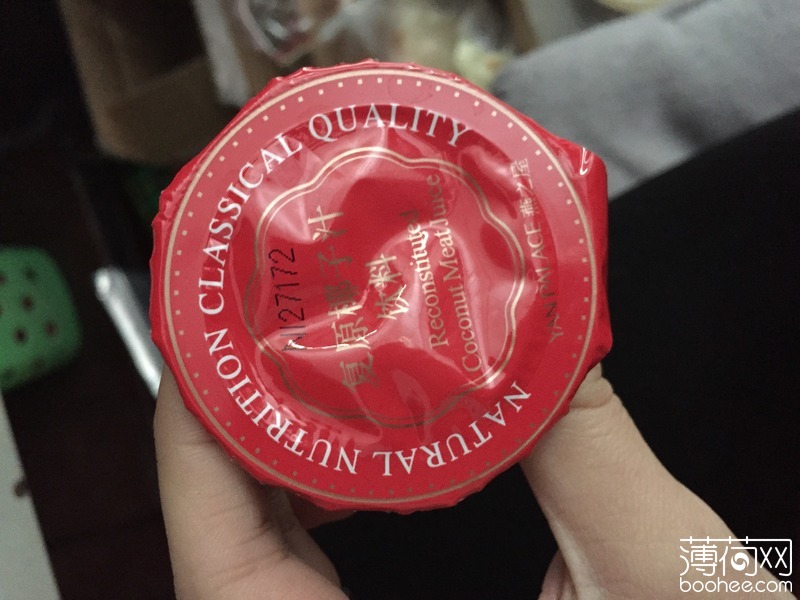 CLASSICAL QUALITY
NATURAL NUTRITION
复原椰子汁
饮料
Reconstituted
Coconut Meat Juice
YAN PALACE 燕之屋
薄荷网
boohee.com